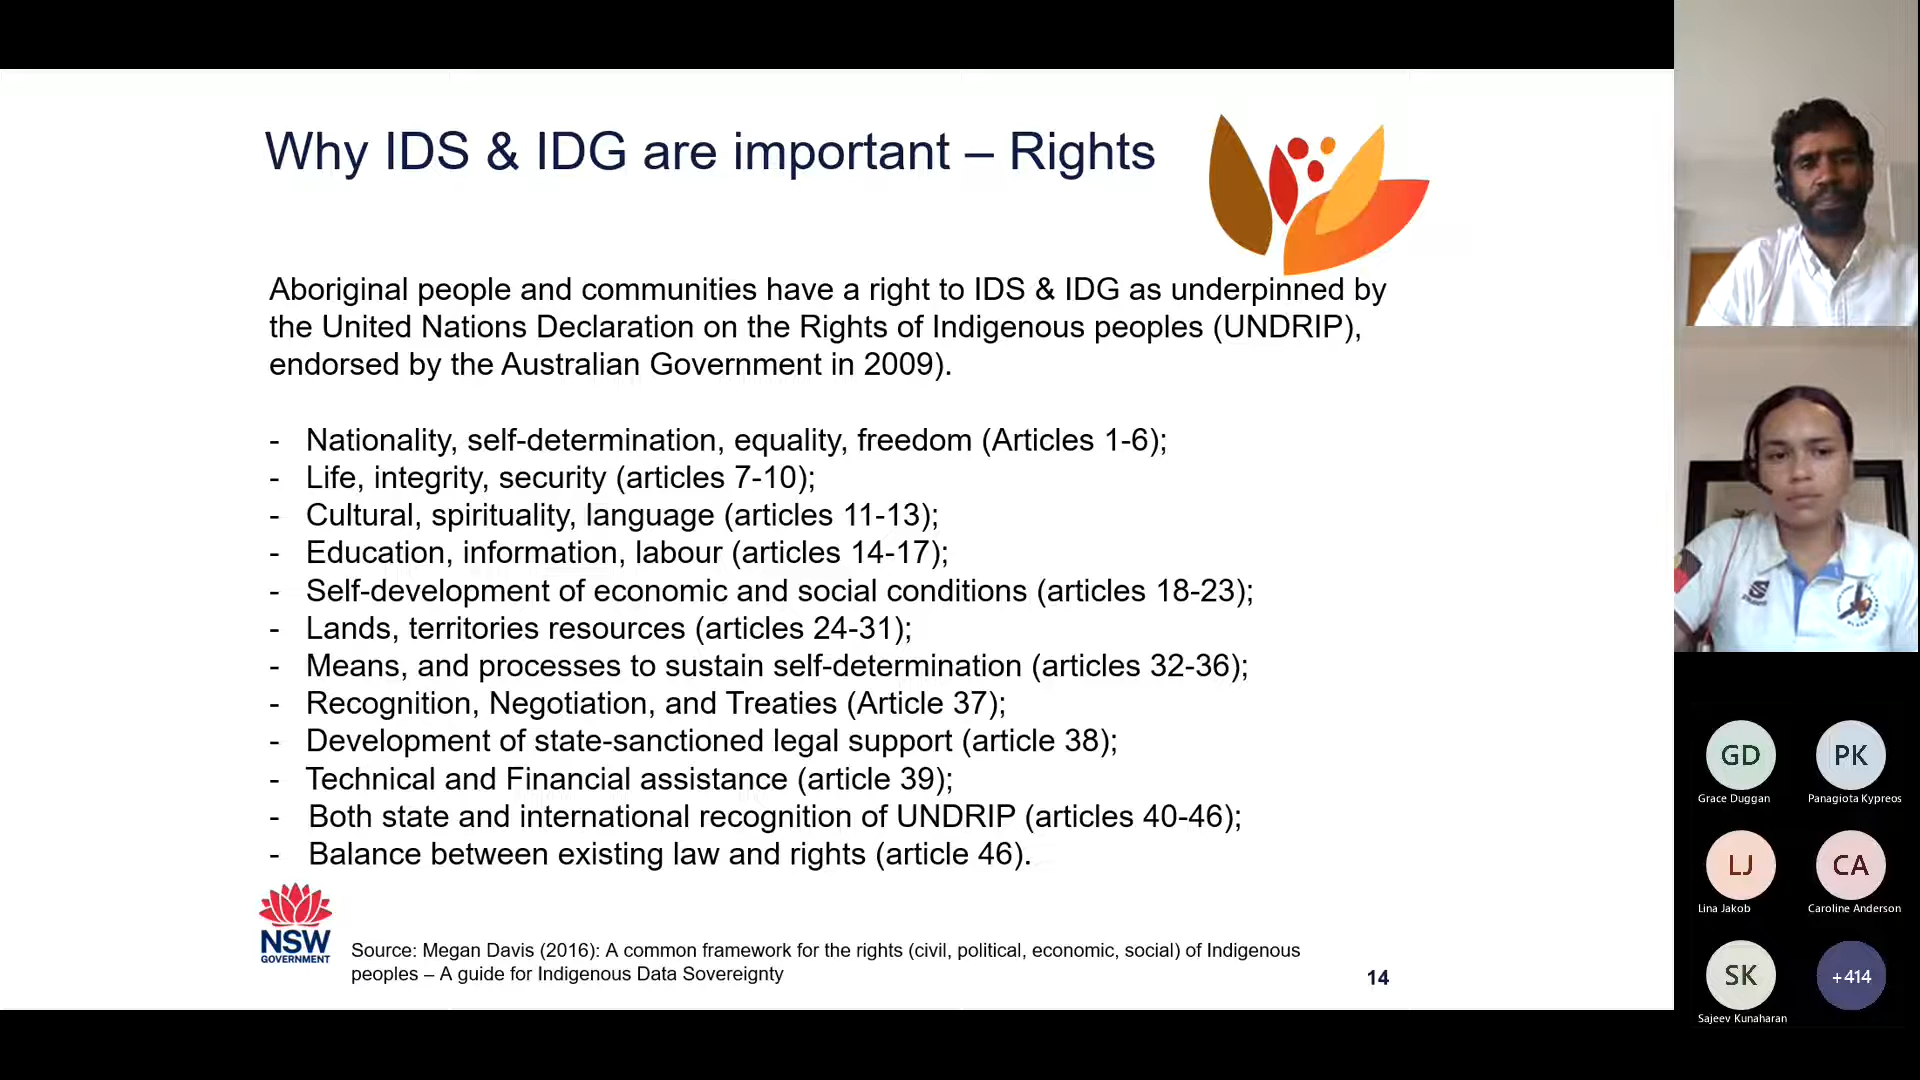 Why IDS & IDG are important – Rights
Aboriginal people and communities have a right to IDS & IDG as underpinned by
the United Nations Declaration on the Rights of Indigenous peoples (UNDRIP),
endorsed by the Australian Government in 2009).
- Nationality, self-determination, equality, freedom (Articles 1-6);
- Life, integrity, security (articles 7-10);
- Cultural, spirituality, language (articles 11-13);
- Education, information, labour (articles 14-17);
- Self-development of economic and social conditions (articles 18-23);
- Lands, territories resources (articles 24-31);
- Means, and processes to sustain self-determination (articles 32-36);
- Recognition, Negotiation, and Treaties (Article 37);
- Development of state-sanctioned legal support (article 38);
- Technical and Financial assistance (article 39);
- Both state and international recognition of UNDRIP (articles 40-46);
- Balance between existing law and rights (article 46).
NSW
GOVERNMENT
Source: Megan Davis (2016): A common framework for the rights (civil, political, economic, social) of Indigenous
peoples – A guide for Indigenous Data Sovereignty
14
GD
PK
Grace Duggan
Panagiota Kypreos
LJ
CA
Lina Jakob
Caroline Anderson
SK
+414
Sajeev Kunaharan